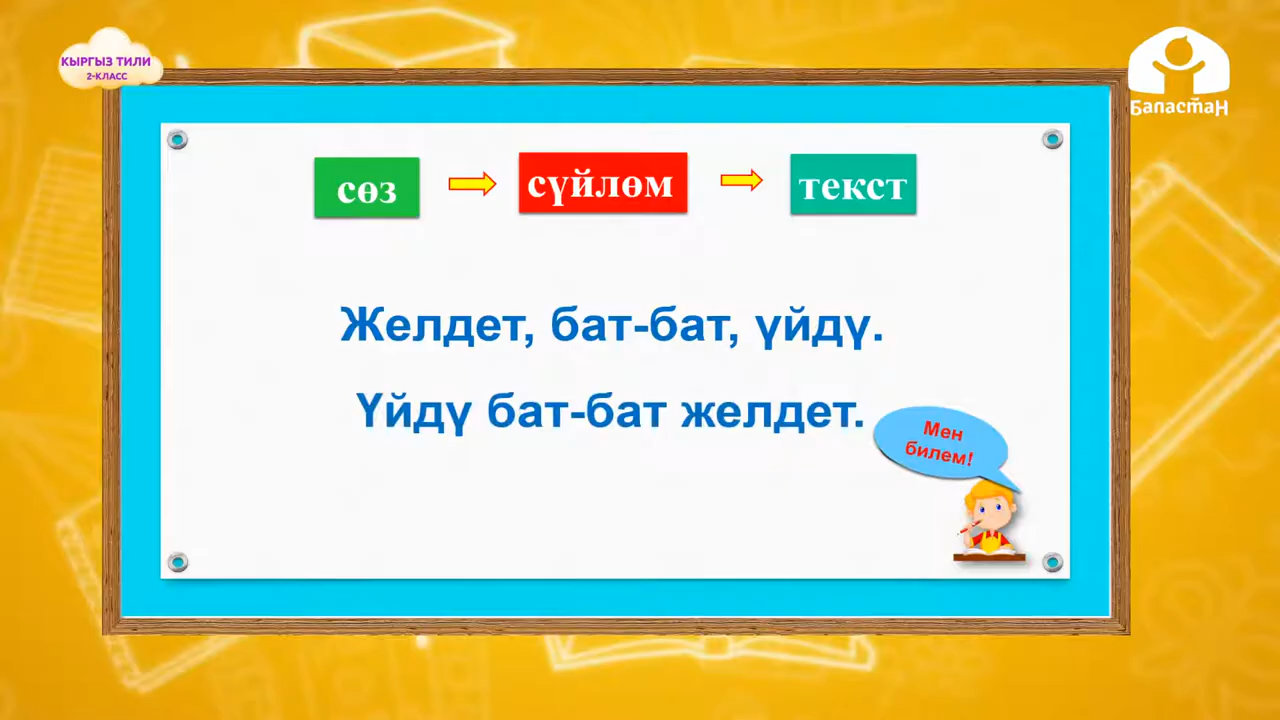 КЫРГЫЗ ТИЛИ
2-КЛАСС
Баластан
сөз
сүйлөм
текст
Желдет, бат-бат, үйдү.
Үйдү бат-бат желдет.
Мен
билем!